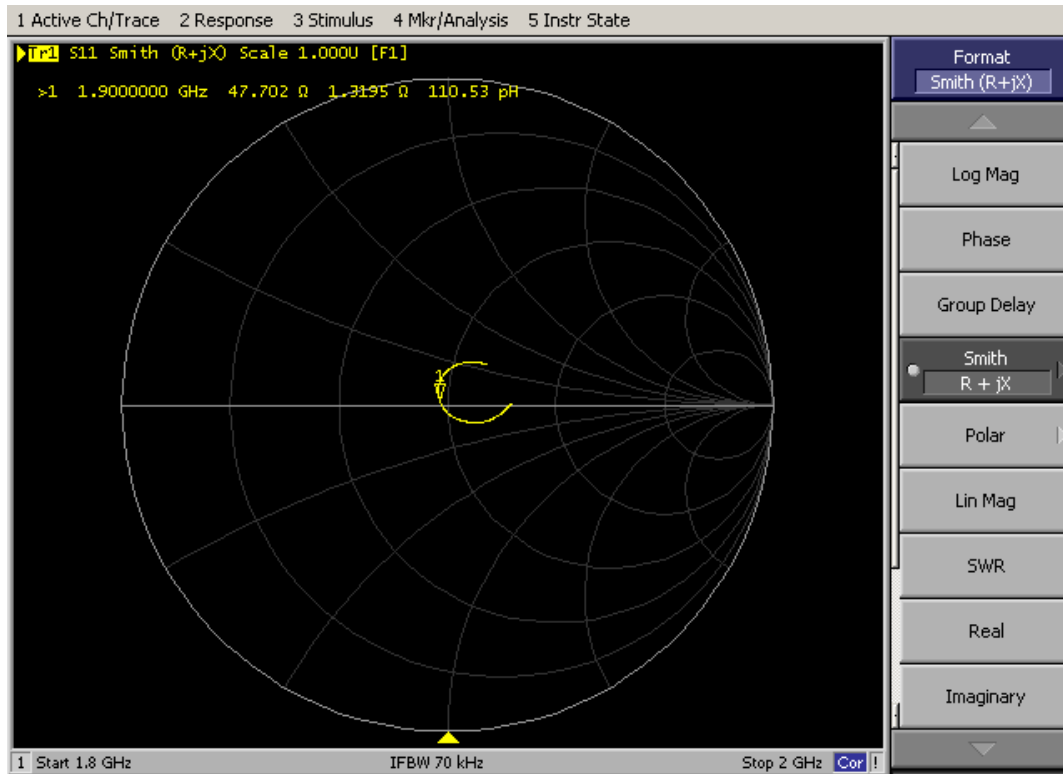 1 Active Ch/Trace 2 Response 3 Stimulus 4 Mkr/Analysis 5 Instr State
Tr1 S11 Smith (R+jX) Scale 1.000U [F1]
>1 1.9000000 GHz 47.702 Ω 1.3195 Ω 110.53 pH
1
Format
Smith (R+jX)
Log Mag
Phase
Group Delay
Smith
R + jX
Polar
Lin Mag
SWR
Real
Imaginary
1 Start 1.8 GHz IFBW 70 kHz Stop 2 GHz Cor !